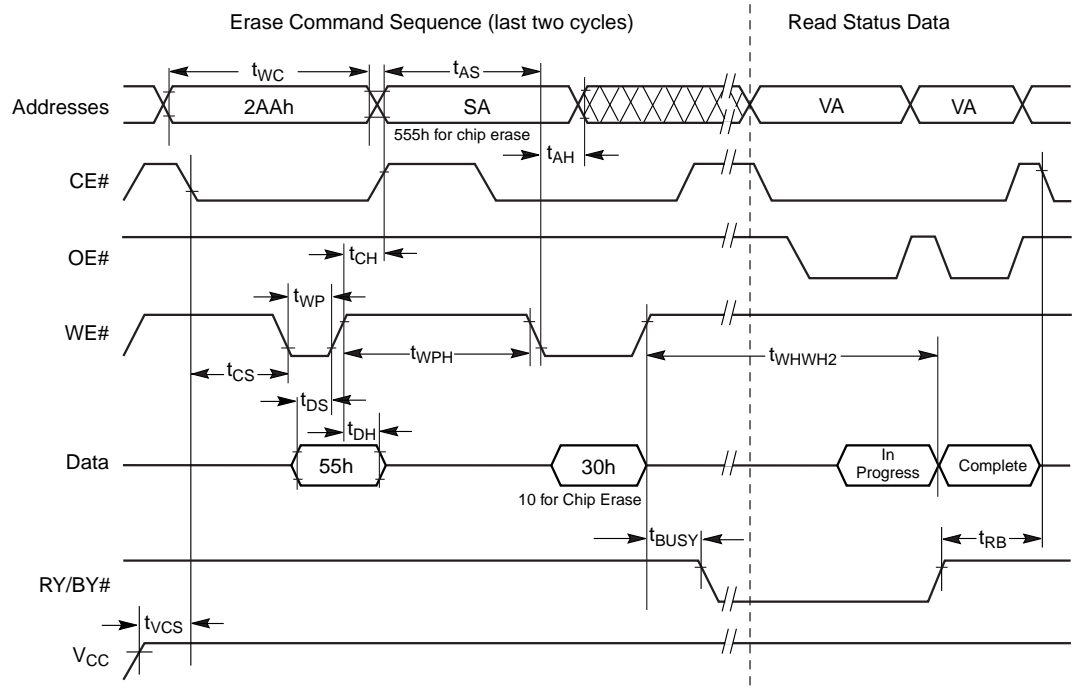 Erase Command Sequence (last two cycles)
Read Status Data
Addresses
tWC
tAS
2AAh
SA
VA
VA
555h for chip erase
tAH
CE#
OE#
tCH
tWP
WE#
tWPH
tWHWH2
tCS
tDS
tDH
Data
55h
30h
In Progress
Complete
10 for Chip Erase
tBUSY
tRB
RY/BY#
tVCS
VCC